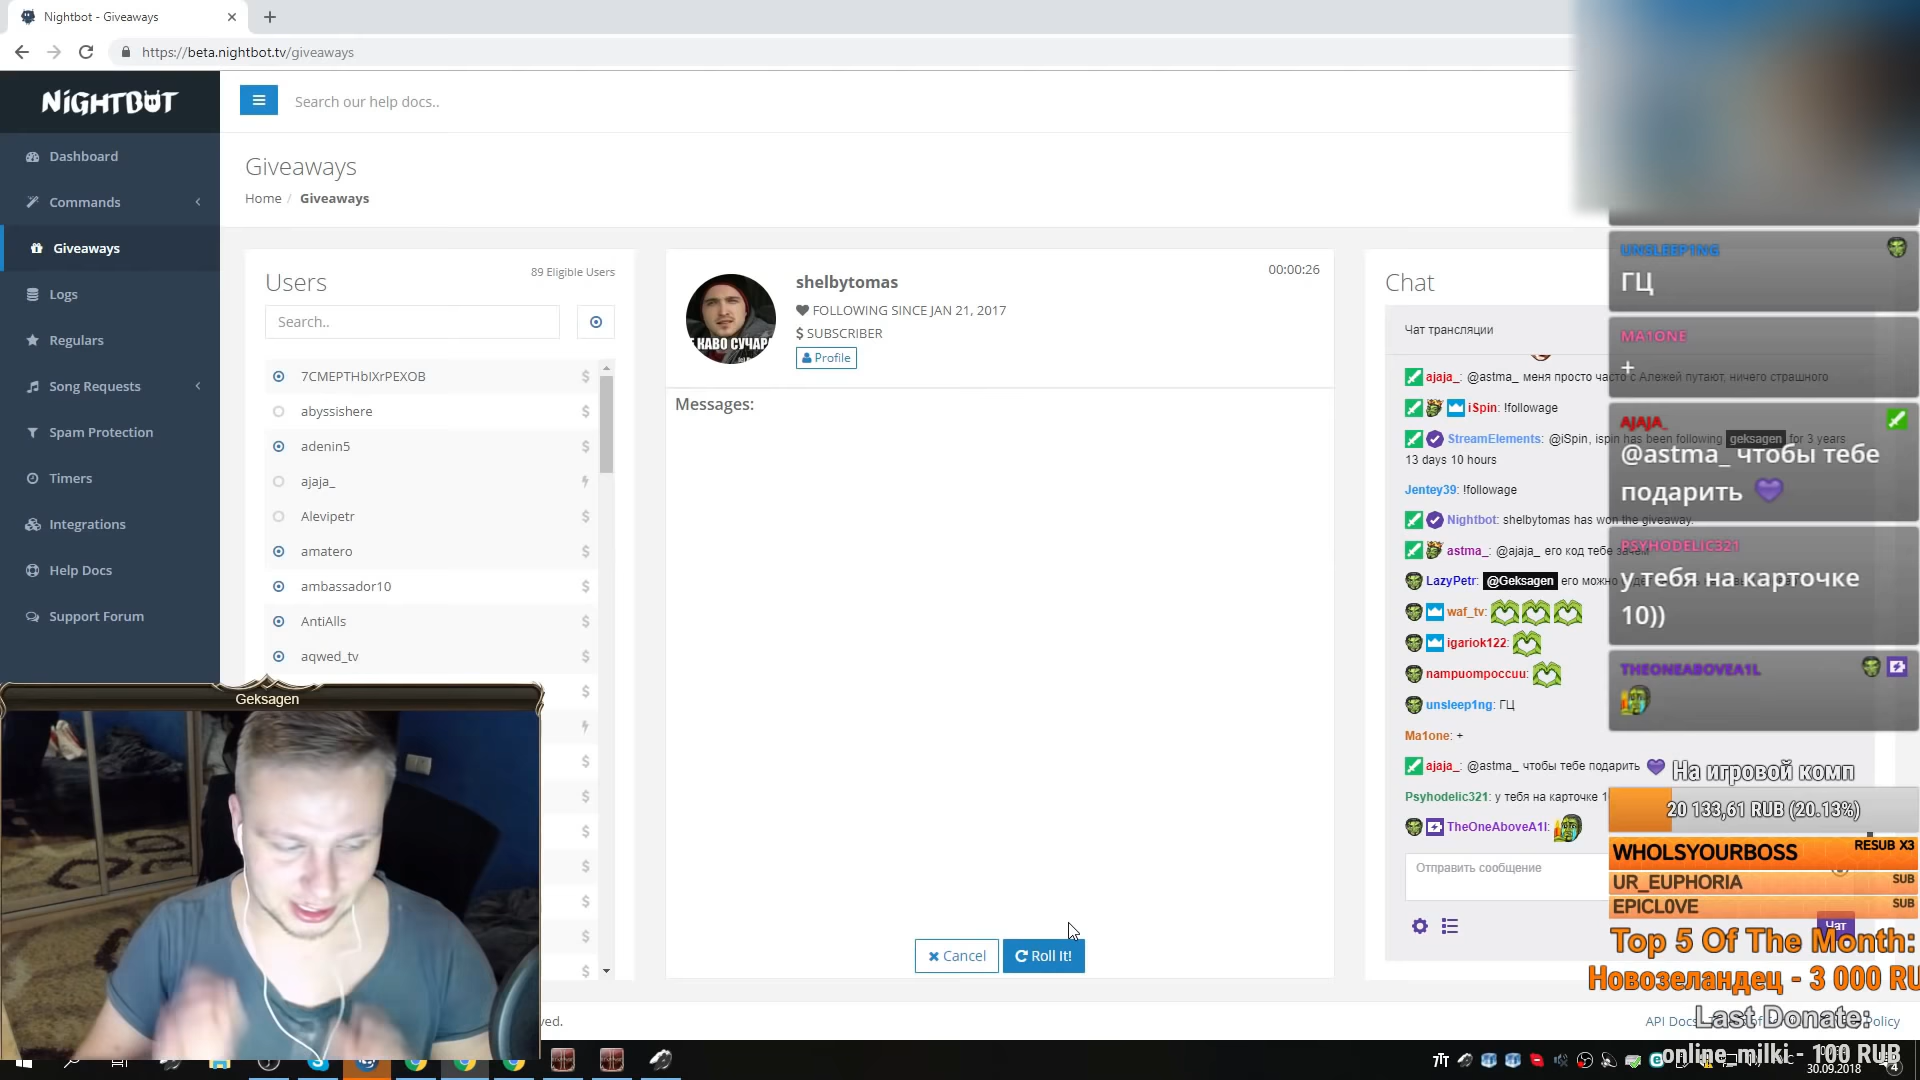 Nightbot - Giveaways
https://beta.nightbot.tv/giveaways
NiGHTBOT
Search our help docs..
Dashboard
Commands
Giveaways
Logs
Regulars
Song Requests
Spam Protection
Timers
Integrations
Help Docs
Support Forum
Giveaways
Home / Giveaways
Users
89 Eligible Users
Search..
7CMEPTHbIXrPEXOB
abyssishere
adenin5
ajaja_
Alevipetr
amatero
ambassador10
AntiAlls
aqwed_tv
shelbytomas
00:00:26
FOLLOWING SINCE JAN 21, 2017
$ SUBSCRIBER
Profile
КАВО СУЧАРА
Messages:
Cancel
Roll It!
Chat
Чат трансляции
ajaja_: @astma_ меня просто часто с Алежей путают, ничего страшного
iSpin: !followage
StreamElements: @iSpin, ispin has been following geksagen for 3 years
13 days 10 hours
Jentey39: !followage
Nightbot: shelbytomas has won the giveaway.
astma_: @ajaja_ его код тебе зачем
LazyPetr: @Geksagen его можно
waf_tv:
igariok122:
nampuompoccuu:
unsleep1ng: ГЦ
Ma1one: +
ajaja_: @astma_ чтобы тебе подарить
Psyhodelic321: у тебя на карточке 1
TheOneAboveA1l:
Отправить сообщение
Чат
UNSLEEP1NG
ГЦ
MA1ONE
+
AJAJA_
@astma_ чтобы тебе
подарить
PSYHODELIC321
у тебя на карточке
10))
THEONEABOVEA1L
На игровой комп
20 133,61 RUB (20.13%)
WHOLSYOURBOSS RESUB X3
UR_EUPHORIA SUB
EPICL0VE SUB
Top 5 Of The Month:
Новозеландец - 3 000 RU
Last Donate:
online_milki - 100 RUB
Geksagen
ved.
API Docs
Policy
30.09.2018
4